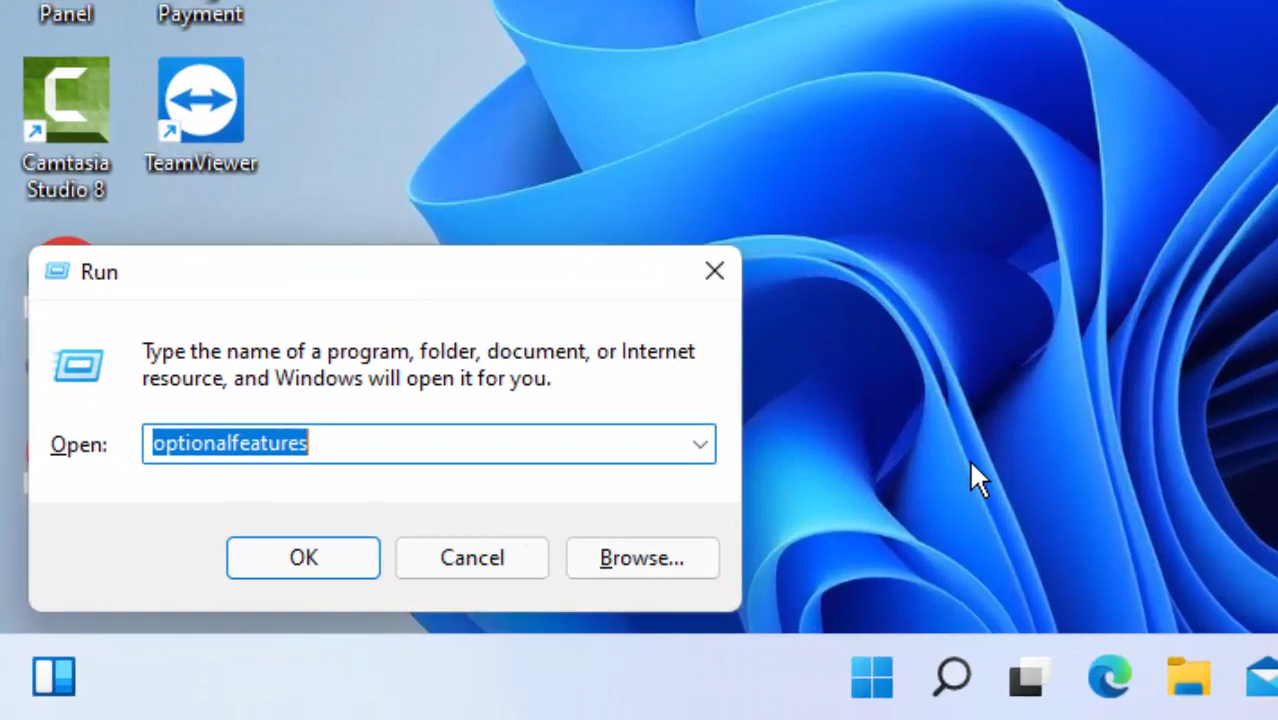 Panel
Payment
Camtasia
Studio 8
TeamViewer
Run
Type the name of a program, folder, document, or Internet
resource, and Windows will open it for you.
Open:
optionalfeatures
OK
Cancel
Browse...